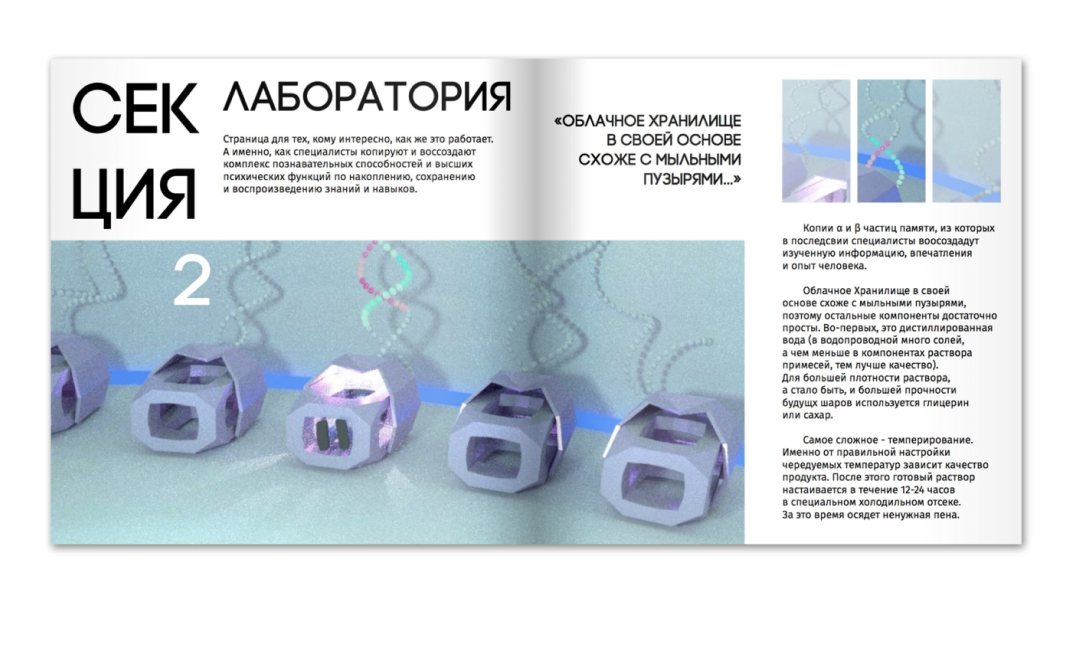 СЕК
ЦИЯ
2
ЛАБОРАТОРИЯ
Страница для тех, кому интересно, как же это работает.
А именно, как специалисты копируют и воссоздают
комплекс познавательных способностей и высших
психических функций по накоплению, сохранению
и воспроизведению знаний и навыков.
«ОБЛАЧНОЕ ХРАНИЛИЩЕ
В СВОЕЙ ОСНОВЕ
СХОЖЕ С МЫЛЬНЫМИ
ПУЗЫРЯМИ...»
Копии α и β частиц памяти, из которых
в последсвии специалисты воосоздадут
изученную информацию, впечатления
и опыт человека.
Облачное Хранилище в своей
основе схоже с мыльными пузырями,
поэтому остальные компоненты достаточно
просты. Во-первых, это дистиллированная
вода (в водопроводной много солей,
а чем меньше в компонентах раствора
примесей, тем лучше качество).
Для большей плотности раствора,
а стало быть, и большей прочности
будущх шаров используется глицерин
или сахар.
Самое сложное - темперирование.
Именно от правильной настройки
чередуемых температур зависит качество
продукта. После этого готовый раствор
настаивается в течение 12-24 часов
в специальном холодильном отсеке.
За это время осядет ненужная пена.